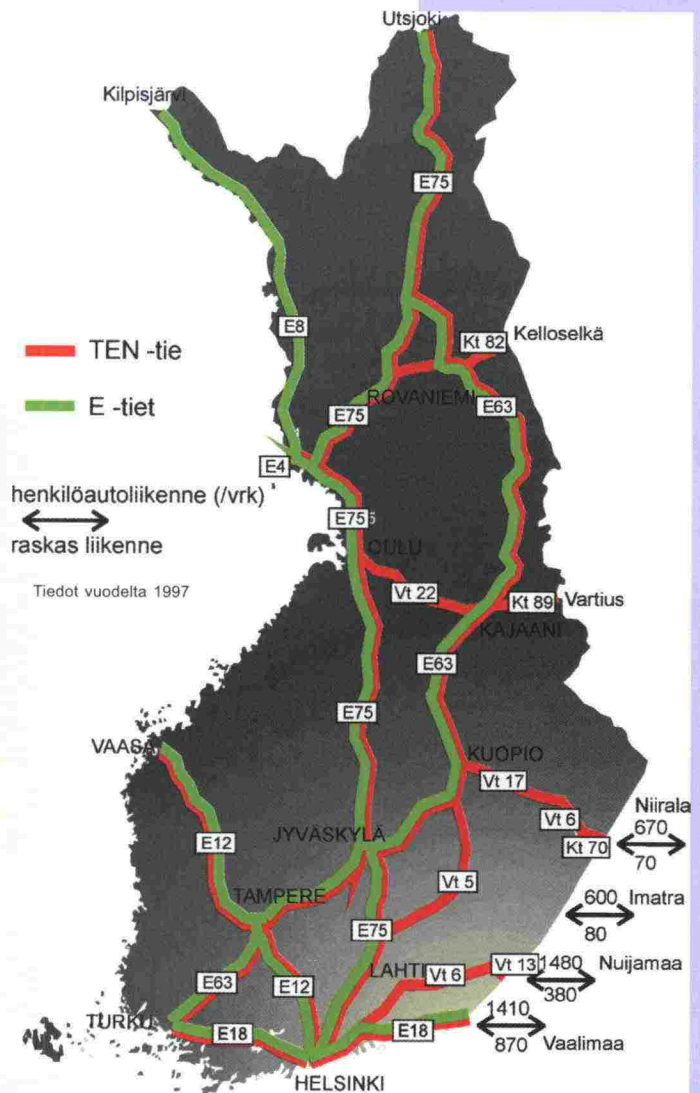 Utsjoki
Kilpisjärvi
E75
E8
Kt 82
Kelloselkä
TEN -tie
ROVANIEMI
E63
E -tiet
E75
E4
henkilöautoliikenne (/vrk)
raskas liikenne
E75
OULU
Tiedot vuodelta 1997
Vt 22
Kt 89
Vartius
KAJAANI
E63
E75
VAASA
KUOPIO
Vt 17
Niirala
Vt 6
670
Kt 70
70
E12
JYVÄSKYLÄ
Vt 5
TAMPERE
600 Imatra
80
E75
LAHTI
Vt 6
Vt 13
1480 Nuijamaa
380
E63
E12
TURKU
E18
E18
1410
870 Vaalimaa
HELSINKI